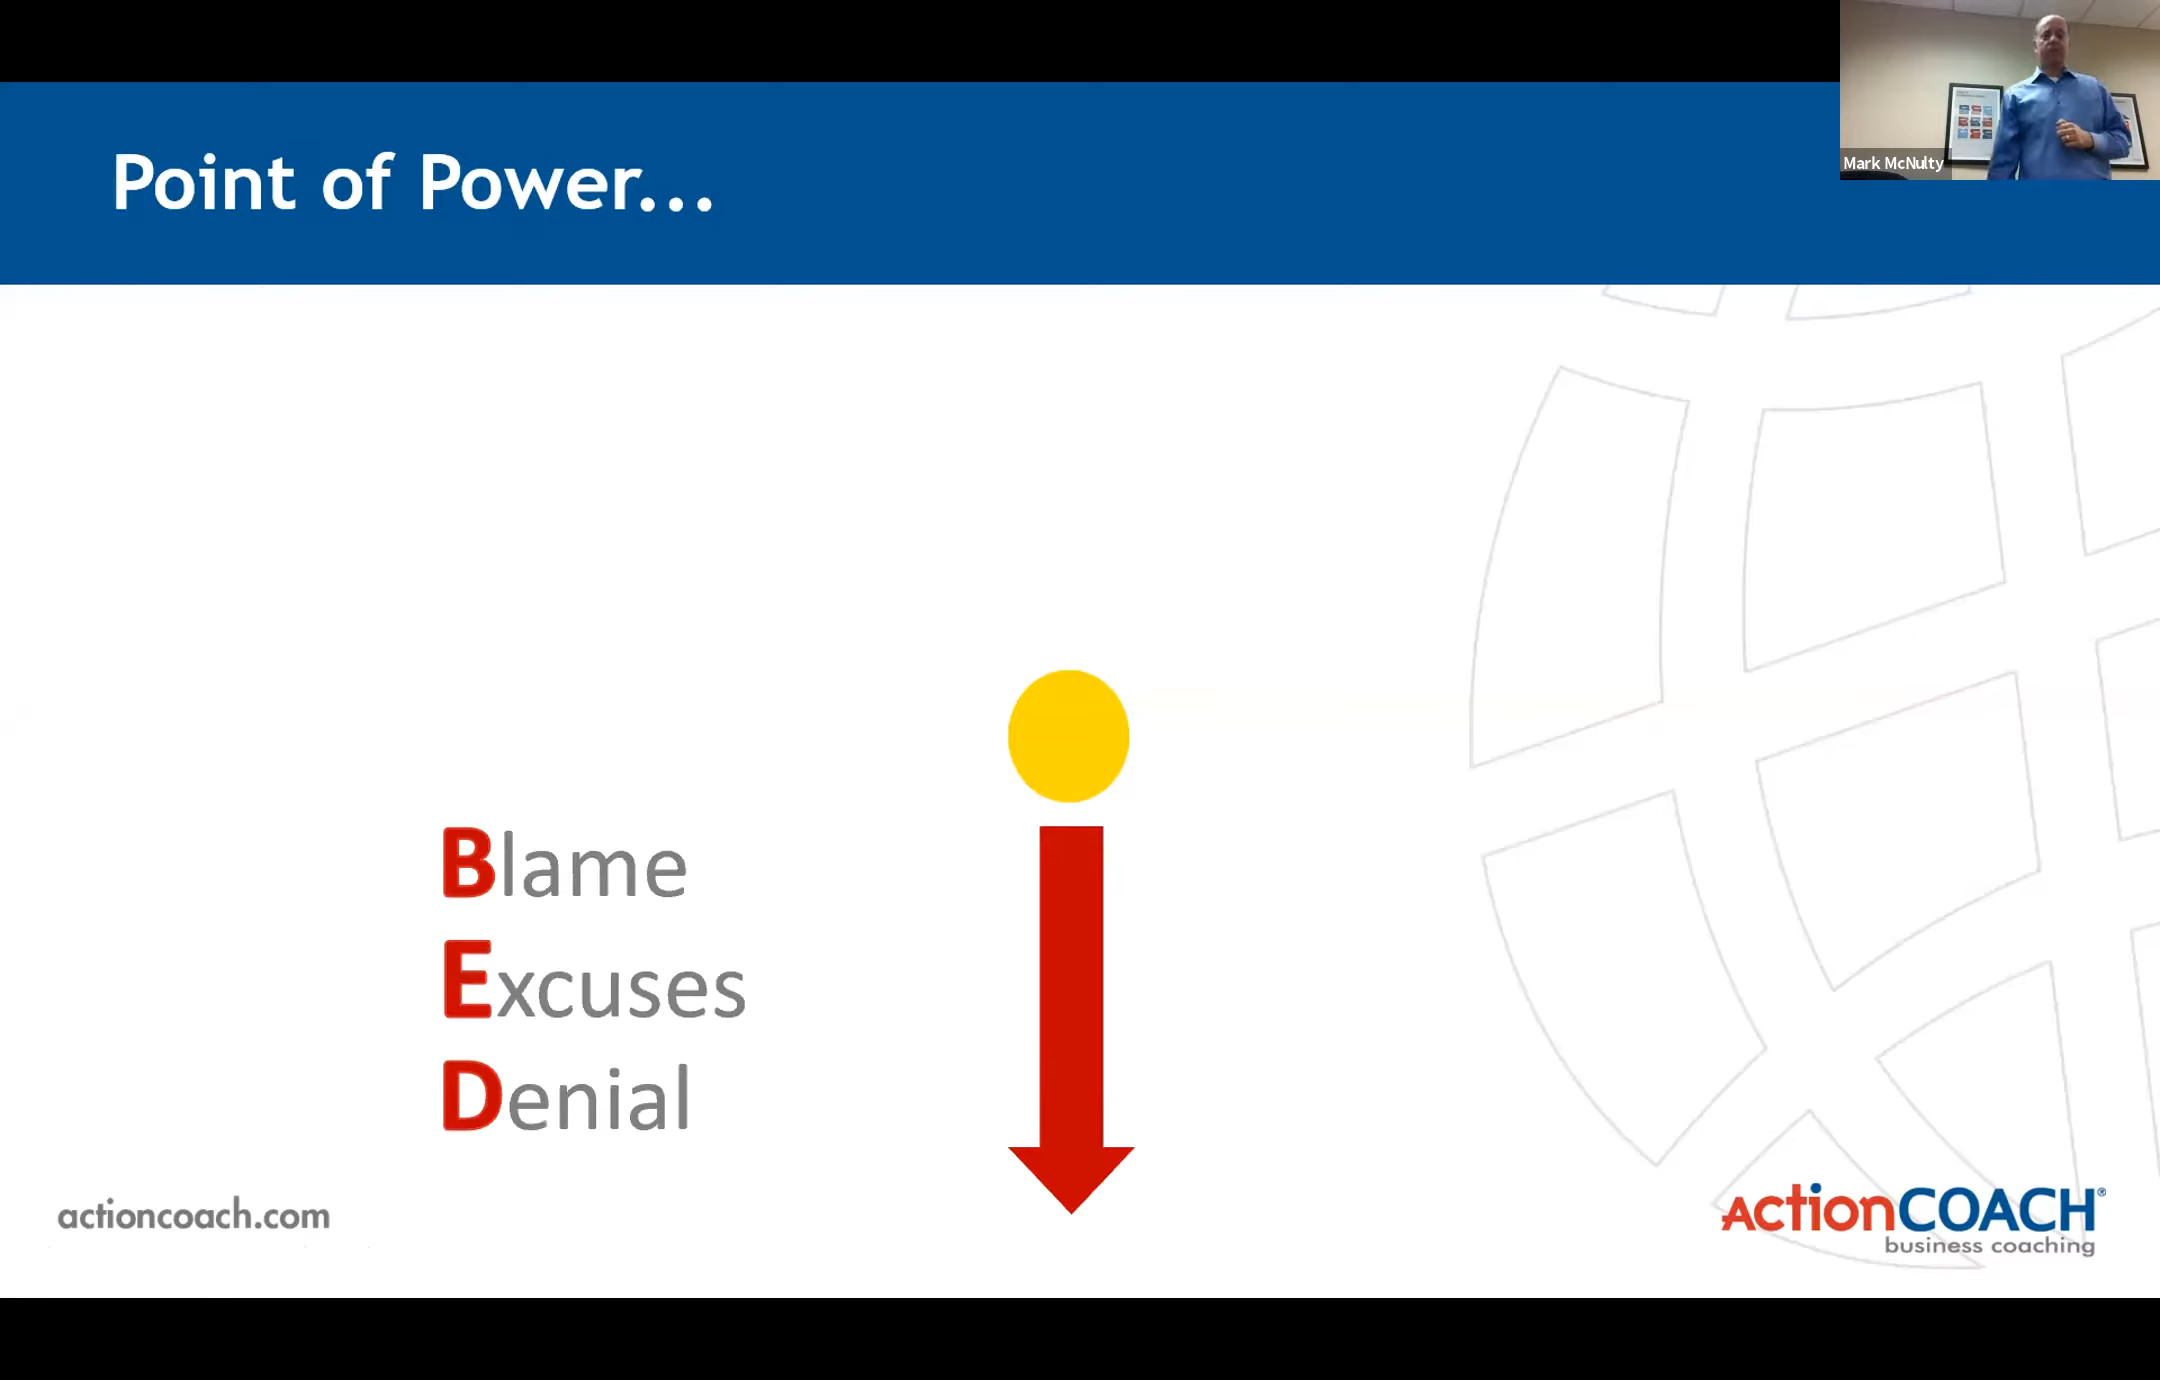 Point of Power...
Mark McNulty
Blame
Excuses
Denial
actioncoach.com
actionCOACH®
business coaching